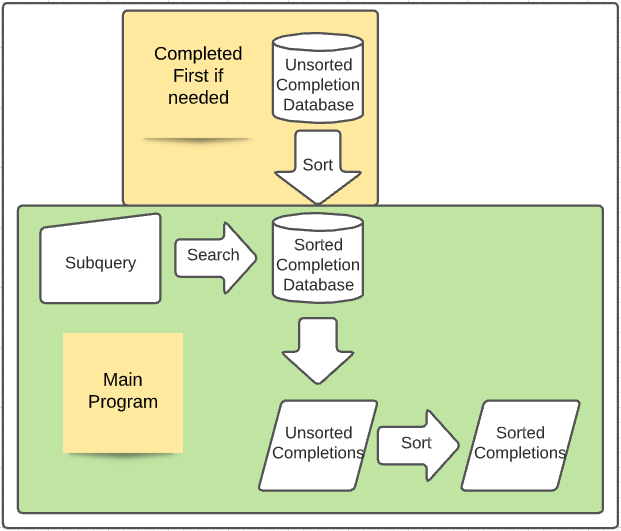 Completed
First if
needed
Unsorted
Completion
Database
Sort
Subquery
Search
Sorted
Completion
Database
Main
Program
Unsorted
Completions
Sort
Sorted
Completions